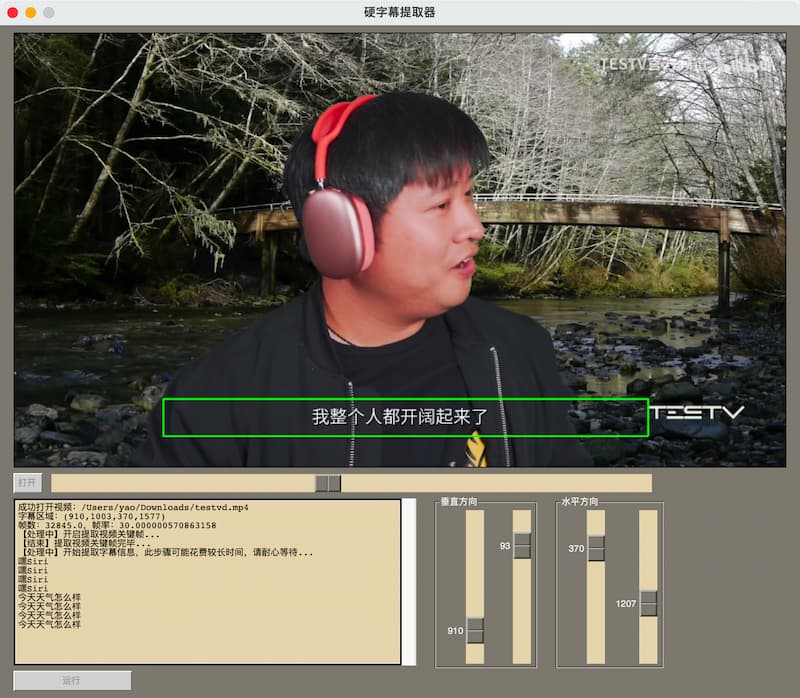 硬字幕提取器
TESTV
我整个人都开阔起来了
TESTV
打开
成功打开视频: /Users/yao/Downloads/testvd.mp4
字幕区域: (910,1003,370,1577)
帧数: 32845.0, 帧率: 30.000000570863158
【处理中】开启提取视频关键帧...
【结束】提取视频关键帧完毕...
【处理中】开始提取字幕信息, 此步骤可能花费较长时间, 请耐心等待...
嘿Siri
嘿Siri
嘿Siri
嘿Siri
今天天气怎么样
今天天气怎么样
今天天气怎么样
今天天气怎么样
垂直方向
93
910
水平方向
370
1207
运行